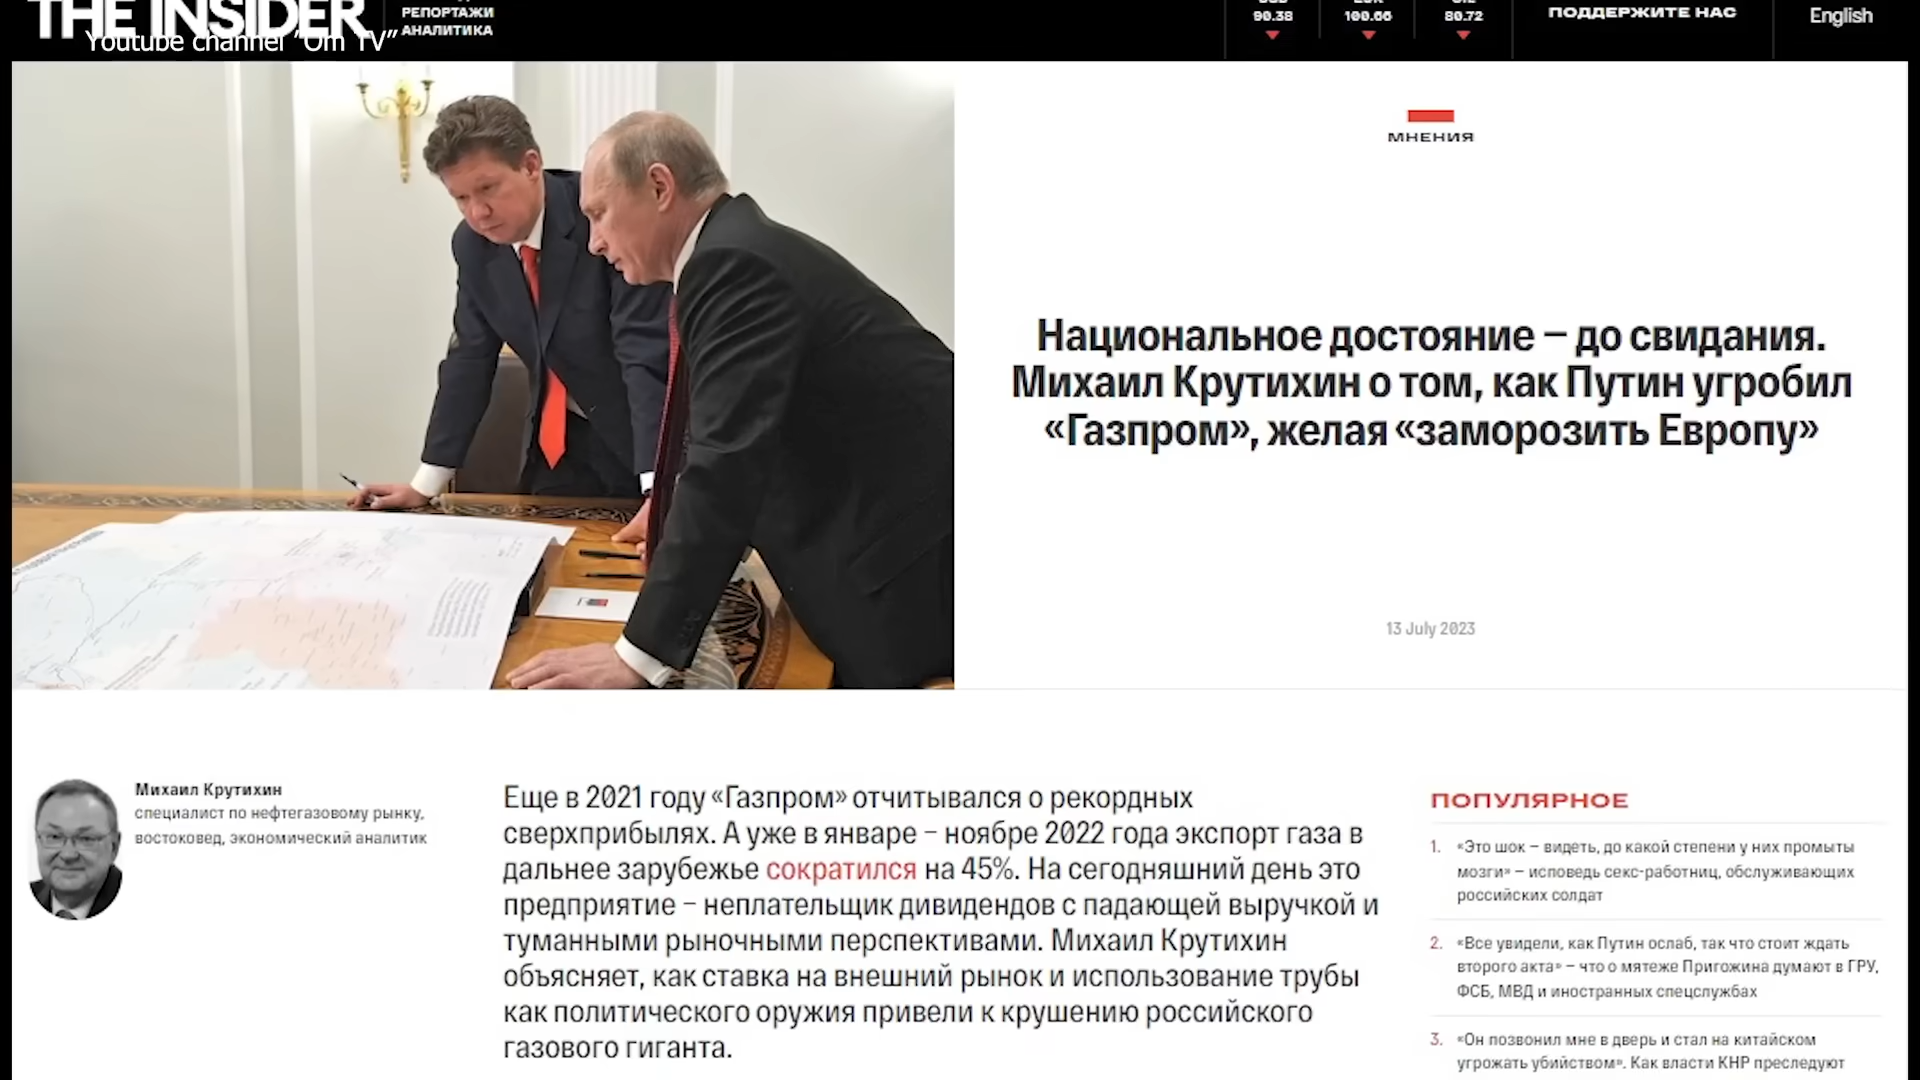 THE INSIDER
РЕПОРТАЖИ
АНАЛИТИКА
Youtube channel "Om TV"
90.38
100.66
80.72
ПОДДЕРЖИТЕ НАС
English
МНЕНИЯ
Национальное достояние – до свидания.
Михаил Крутихин о том, как Путин угробил
«Газпром», желая «заморозить Европу»
13 July 2023
Михаил Крутихин
специалист по нефтегазовому рынку,
востоковед, экономический аналитик
Еще в 2021 году «Газпром» отчитывался о рекордных
сверхприбылях. А уже в январе – ноябре 2022 года экспорт газа в
дальнее зарубежье сократился на 45%. На сегодняшний день это
предприятие – неплательщик дивидендов с падающей выручкой и
туманными рыночными перспективами. Михаил Крутихин
объясняет, как ставка на внешний рынок и использование трубы
как политического оружия привели к крушению российского
газового гиганта.
ПОПУЛЯРНОЕ
1. «Это шок – видеть, до какой степени у них промыты
мозги» – исповедь секс-работниц, обслуживающих
российских солдат
2. «Все увидели, как Путин ослаб, так что стоит ждать
второго акта» – что о мятеже Пригожина думают в ГРУ,
ФСБ, МВД и иностранных спецслужбах
3. «Он позвонил мне в дверь и стал на китайском
угрожать убийством». Как власти КНР преследуют